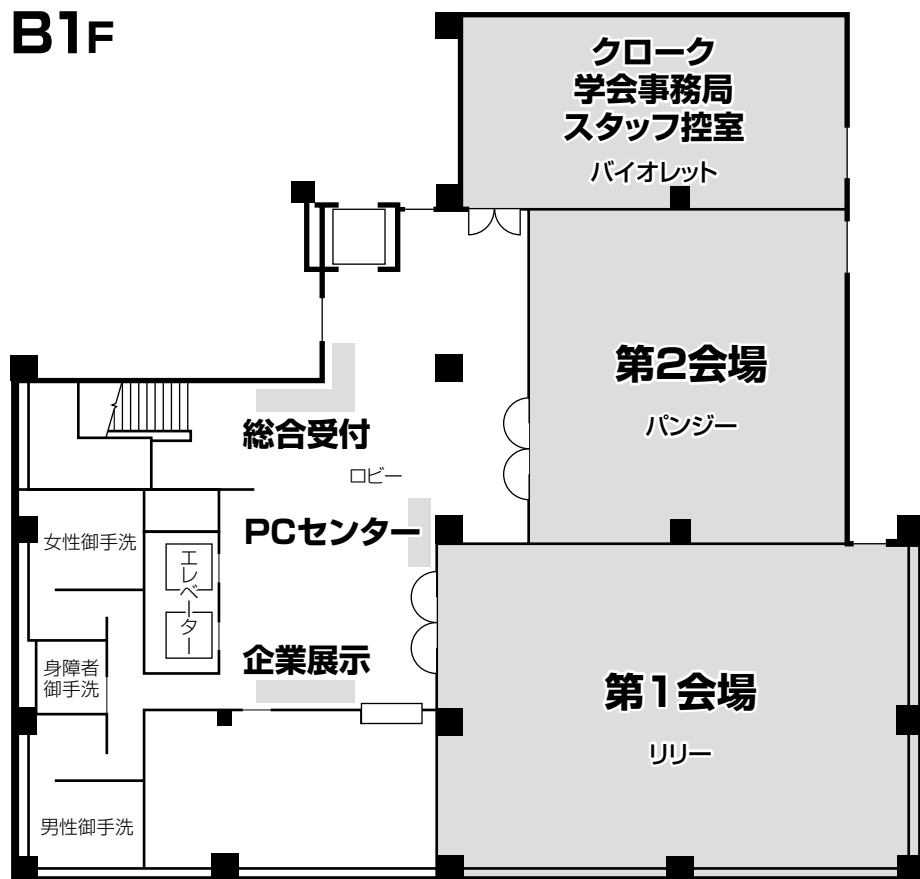 B1F
クローク
学会事務局
スタッフ控室
バイオレット
第2会場
パンジー
総合受付
ロビー
PCセンター
女性御手洗
エレベーター
身障者
御手洗
企業展示
第1会場
リリー
男性御手洗